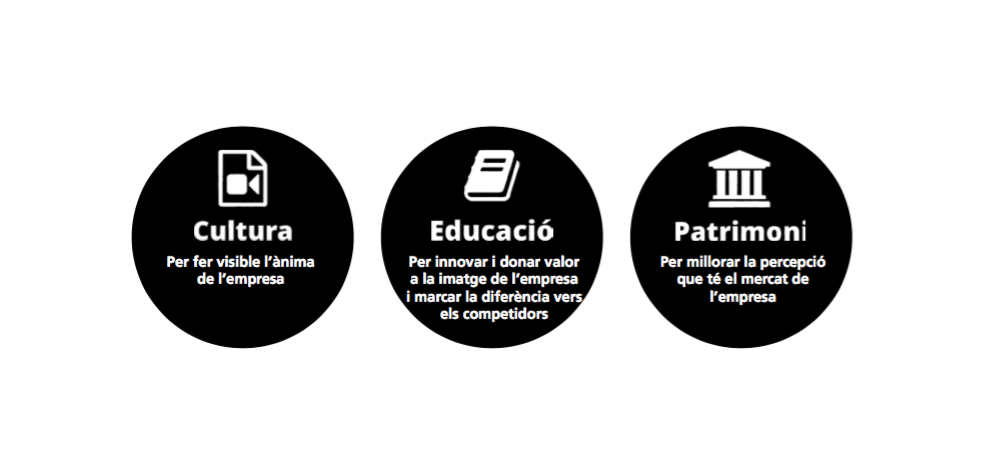 Cultura
Per fer visible l’ànima
de l’empresa
Educació
Per innovar i donar valor
a la imatge de l’empresa
i marcar la diferència vers
els competidors
Patrimoni
Per millorar la percepció
que té el mercat de
l’empresa